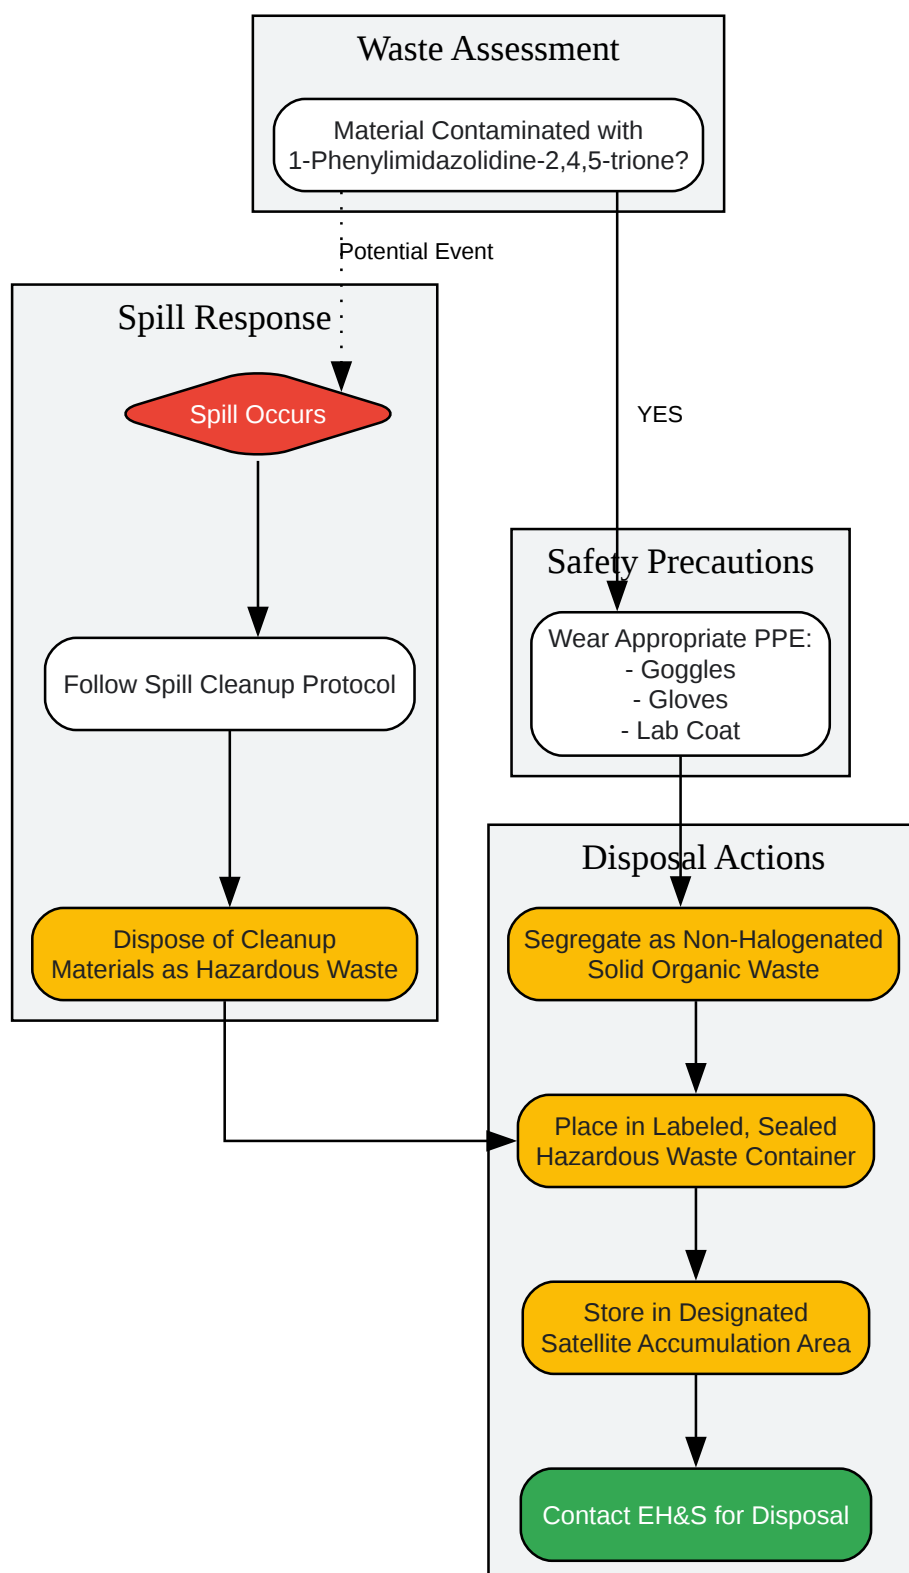 Waste Assessment
Material Contaminated with
1-Phenylimidazolidine-2,4,5-trione?
Potential Event
YES
Spill Response
Spill Occurs
Follow Spill Cleanup Protocol
Dispose of Cleanup
Materials as Hazardous Waste
Safety Precautions
Wear Appropriate PPE:
- Goggles
- Gloves
- Lab Coat
Disposal Actions
Segregate as Non-Halogenated
Solid Organic Waste
Place in Labeled, Sealed
Hazardous Waste Container
Store in Designated
Satellite Accumulation Area
Contact EH&S for Disposal